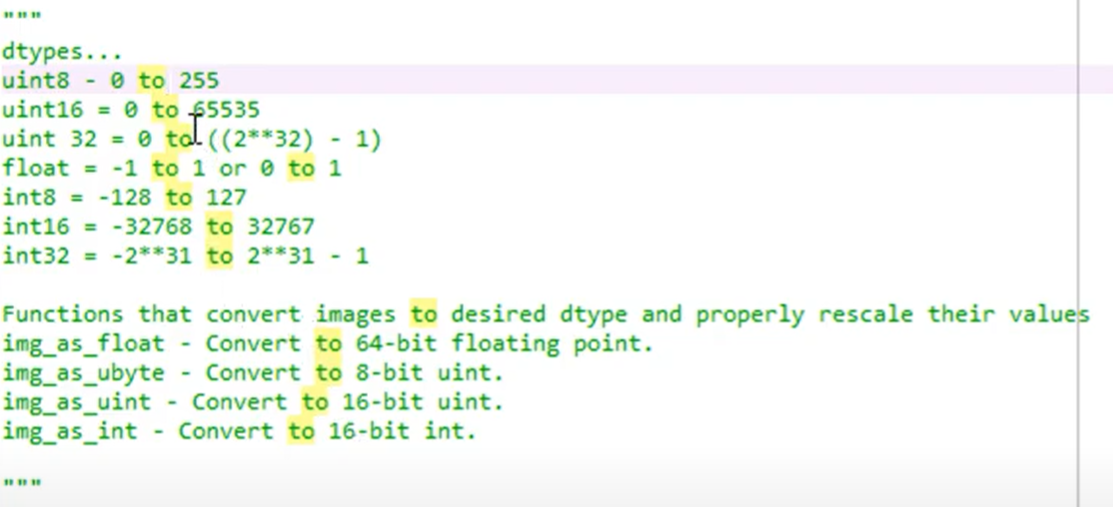 """
dtypes...
uint8 - 0 to 255
uint16 = 0 to 65535
uint 32 = 0 to ((2**32) - 1)
float = -1 to 1 or 0 to 1
int8 = -128 to 127
int16 = -32768 to 32767
int32 = -2**31 to 2**31 - 1
Functions that convert images to desired dtype and properly rescale their values
img_as_float - Convert to 64-bit floating point.
img_as_ubyte - Convert to 8-bit uint.
img_as_uint - Convert to 16-bit uint.
img_as_int - Convert to 16-bit int.
"""